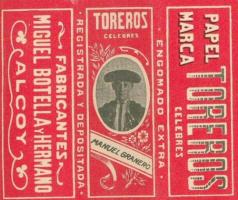 FABRICANTES
MIGUEL BOTELLA Y HERMANO
ALCOY
TOREROS
CELEBRES
REGISTRADA Y DEPOSITADA
ENGOMADO EXTRA
MANUEL GRANERO
PAPEL
MARCA
TOREROS
CELEBRES